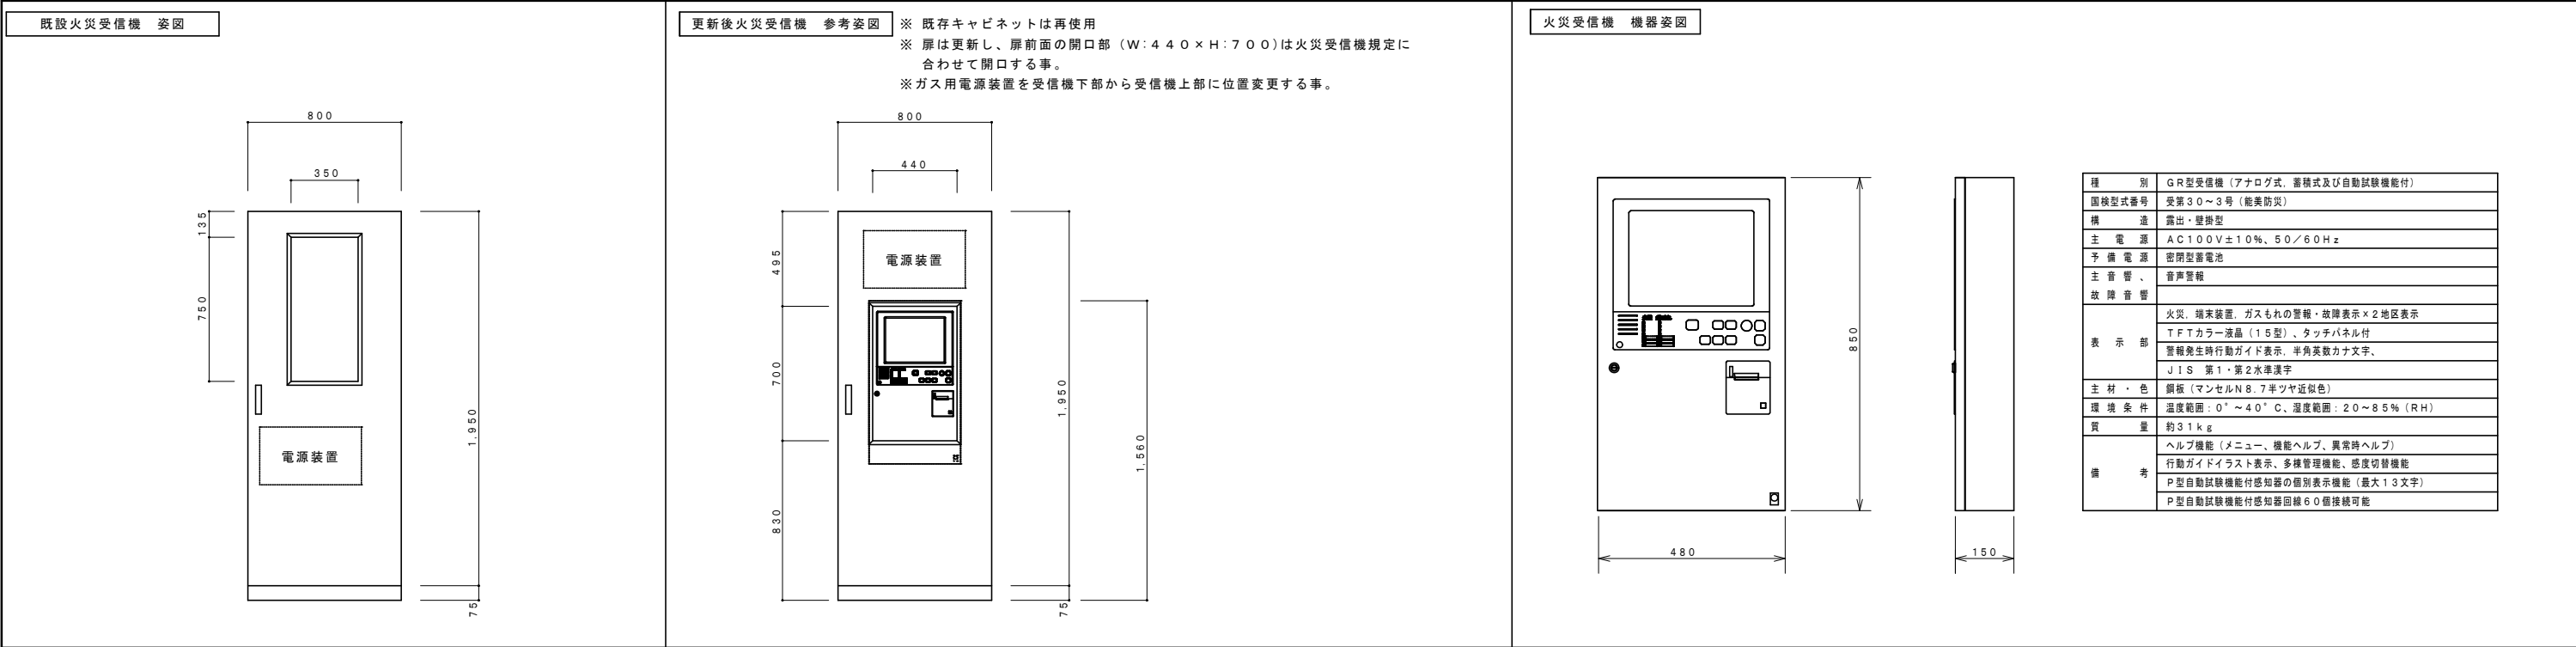 既設火災受信機 姿図
800
350
135
750
1,950
75
電源装置
更新後火災受信機 参考姿図
※ 既存キャビネットは再使用
※ 扉は更新し、扉前面の開口部(W:440×H:700)は火災受信機規定に
合わせて開口する事。
※ガス用電源装置を受信機下部から受信機上部に位置変更する事。
800
440
495
700
830
1,950
1,560
75
電源装置
火災受信機 機器姿図
850
480
150
種 別 GR型受信機(アナログ式, 蓄積式及び自動試験機能付)
国検型式番号 受第30~3号(能美防災)
構 造 露出・壁掛型
主 電 源 AC100V±10%、50/60Hz
予 備 電 源 密閉型蓄電池
主 音 響 、 音声警報
故 障 音 響
火災, 端末装置, ガスもれの警報・故障表示×2地区表示
TFTカラー液晶(15型)、タッチパネル付
表 示 部
警報発生時行動ガイド表示, 半角英数カナ文字、
JIS 第1・第2水準漢字
主 材 ・ 色 鋼板(マンセルN8.7半ツヤ近似色)
環 境 条 件 温度範囲:0°~40°C、湿度範囲:20~85%(RH)
質 量 約31kg
ヘルプ機能(メニュー、機能ヘルプ、異常時ヘルプ)
備 考 行動ガイドイラスト表示、多棟管理機能、感度切替機能
P型自動試験機能付感知器の個別表示機能(最大13文字)
P型自動試験機能付感知器回線60個接続可能